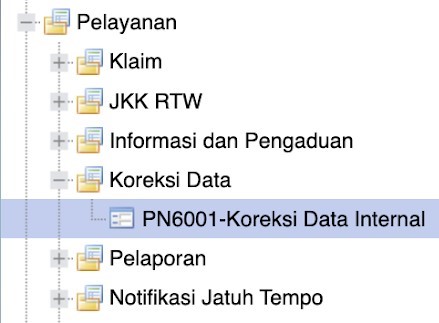 Pelayanan
Klaim
JKK RTW
Informasi dan Pengaduan
Koreksi Data
PN6001-Koreksi Data Internal
Pelaporan
Notifikasi Jatuh Tempo